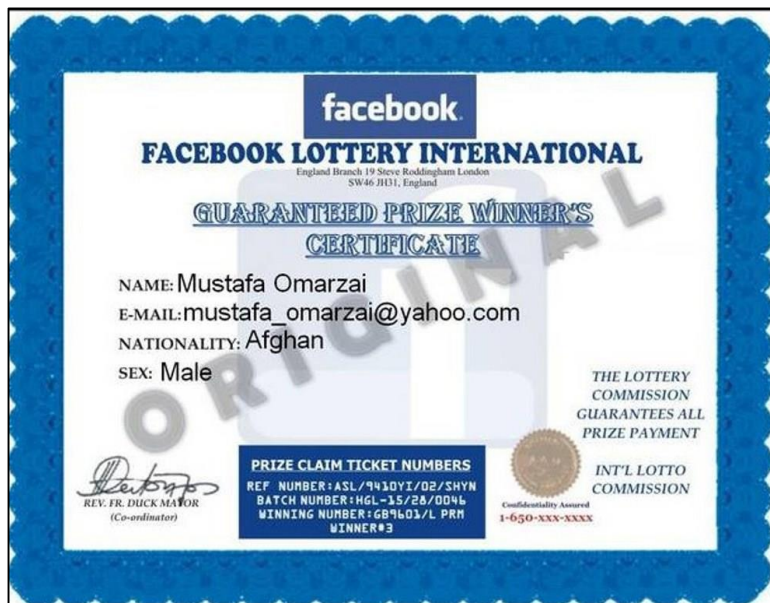 facebook.
FACEBOOK LOTTERY INTERNATIONAL
England Branch 19 Steve Roddingham London
SW46 JH31, England
GUARANTEED PRIZE WINNER'S
CERTIFICATE
ORIGINAL
NAME: Mustafa Omarzai
E-MAIL: mustafa_omarzai@yahoo.com
NATIONALITY: Afghan
SEX: Male
THE LOTTERY
COMMISSION
GUARANTEES ALL
PRIZE PAYMENT
INT'L LOTTO
COMMISSION
PRIZE CLAIM TICKET NUMBERS
REF NUMBER:ASL/9410YI/02/SHYN
BATCH NUMBER:HGL-15/28/0046
WINNING NUMBER:GB9601/L PRM
WINNER#3
REV. FR. DUCK MAYOR
(Co-ordinator)
Confidentiality Assured
1-650-xxx-xxxx